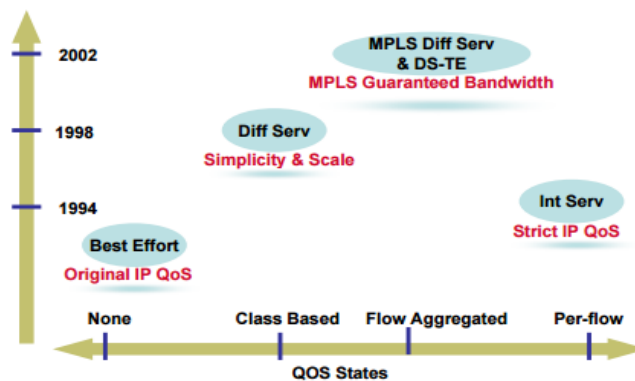 2002
MPLS Diff Serv
& DS-TE
MPLS Guaranteed Bandwidth
1998
Diff Serv
Simplicity & Scale
1994
Int Serv
Strict IP QoS
Best Effort
Original IP QoS
None
Class Based
Flow Aggregated
Per-flow
QOS States